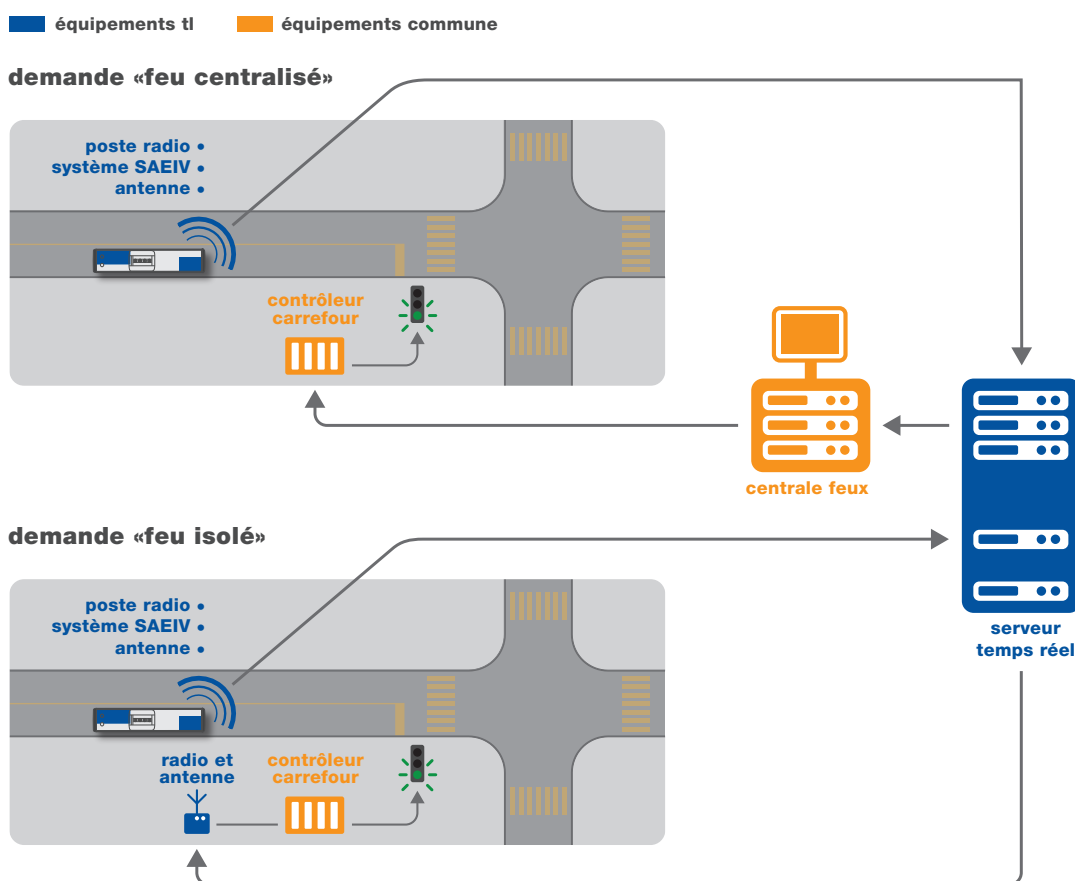 équipements tl
équipements commune
demande «feu centralisé»
poste radio •
système SAEIV •
antenne •
contrôleur
carrefour
centrale feux
demande «feu isolé»
poste radio •
système SAEIV •
antenne •
serveur
temps réel
radio et
antenne
contrôleur
carrefour